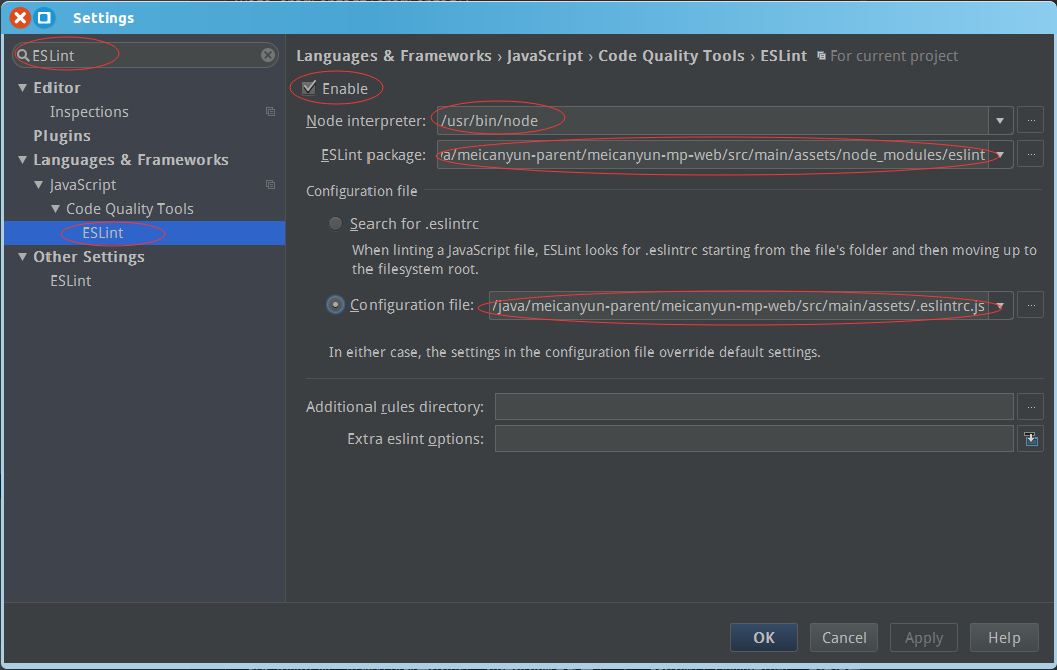 Settings
ESLint
Editor
Inspections
Plugins
Languages & Frameworks
JavaScript
Code Quality Tools
ESLint
Other Settings
ESLint
Languages & Frameworks › JavaScript › Code Quality Tools › ESLint For current project
Enable
Node interpreter: /usr/bin/node ...
ESLint package: a/meicanyun-parent/meicanyun-mp-web/src/main/assets/node_modules/eslint ...
Configuration file
Search for .eslintrc
When linting a JavaScript file, ESLint looks for .eslintrc starting from the file's folder and then moving up to
the filesystem root.
Configuration file: /java/meicanyun-parent/meicanyun-mp-web/src/main/assets/.eslintrc.js ...
In either case, the settings in the configuration file override default settings.
Additional rules directory: ...
Extra eslint options:
OK Cancel Apply Help